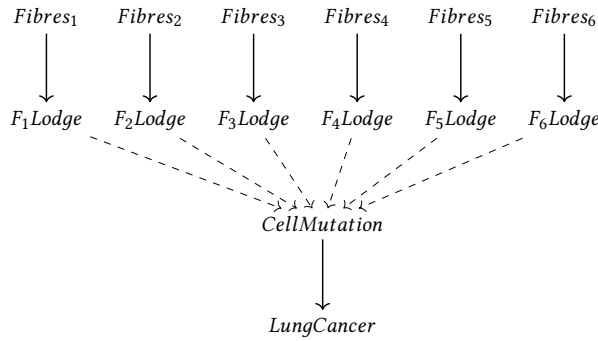 Fibres₁ Fibres₂ Fibres₃ Fibres₄ Fibres₅ Fibres₆
F₁Lodge F₂Lodge F₃Lodge F₄Lodge F₅Lodge F₆Lodge
CellMutation
LungCancer